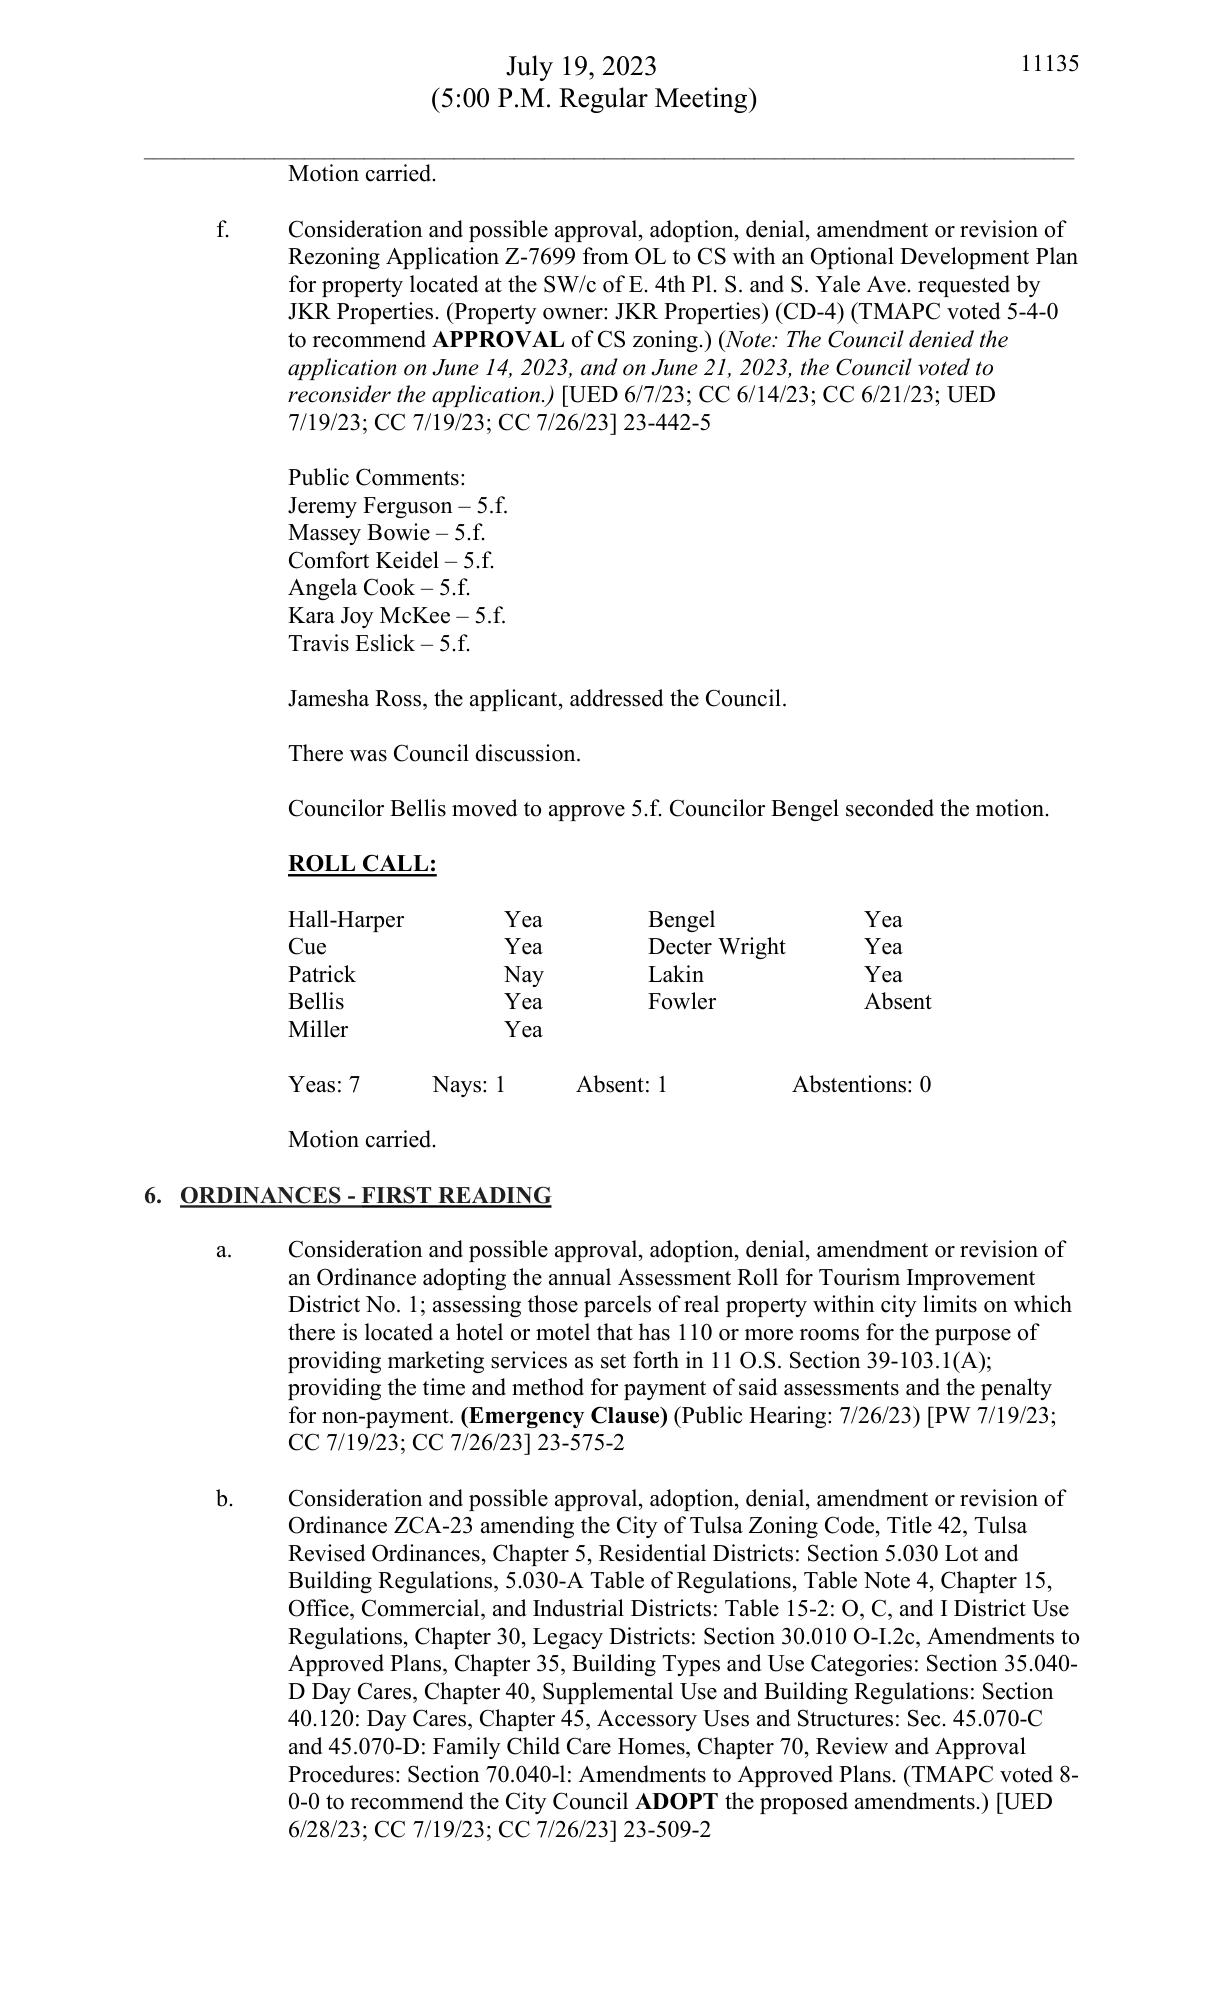 July 19, 2023
11135
(5:00 P.M. Regular Meeting)
Motion carried.
f. Consideration and possible approval, adoption, denial, amendment or revision of
Rezoning Application Z-7699 from OL to CS with an Optional Development Plan
for property located at the SW/c of E. 4th Pl. S. and S. Yale Ave. requested by
JKR Properties. (Property owner: JKR Properties) (CD-4) (TMAPC voted 5-4-0
to recommend APPROVAL of CS zoning.) (Note: The Council denied the
application on June 14, 2023, and on June 21, 2023, the Council voted to
reconsider the application.) [UED 6/7/23; CC 6/14/23; CC 6/21/23; UED
7/19/23; CC 7/19/23; CC 7/26/23] 23-442-5
Public Comments:
Jeremy Ferguson – 5.f.
Massey Bowie – 5.f.
Comfort Keidel – 5.f.
Angela Cook – 5.f.
Kara Joy McKee – 5.f.
Travis Eslick – 5.f.
Jamesha Ross, the applicant, addressed the Council.
There was Council discussion.
Councilor Bellis moved to approve 5.f. Councilor Bengel seconded the motion.
ROLL CALL:
Hall-Harper Yea Bengel Yea
Cue Yea Decter Wright Yea
Patrick Nay Lakin Yea
Bellis Yea Fowler Absent
Miller Yea
Yeas: 7 Nays: 1 Absent: 1 Abstentions: 0
Motion carried.
6. ORDINANCES - FIRST READING
a. Consideration and possible approval, adoption, denial, amendment or revision of
an Ordinance adopting the annual Assessment Roll for Tourism Improvement
District No. 1; assessing those parcels of real property within city limits on which
there is located a hotel or motel that has 110 or more rooms for the purpose of
providing marketing services as set forth in 11 O.S. Section 39-103.1(A);
providing the time and method for payment of said assessments and the penalty
for non-payment. (Emergency Clause) (Public Hearing: 7/26/23) [PW 7/19/23;
CC 7/19/23; CC 7/26/23] 23-575-2
b. Consideration and possible approval, adoption, denial, amendment or revision of
Ordinance ZCA-23 amending the City of Tulsa Zoning Code, Title 42, Tulsa
Revised Ordinances, Chapter 5, Residential Districts: Section 5.030 Lot and
Building Regulations, 5.030-A Table of Regulations, Table Note 4, Chapter 15,
Office, Commercial, and Industrial Districts: Table 15-2: O, C, and I District Use
Regulations, Chapter 30, Legacy Districts: Section 30.010 O-I.2c, Amendments to
Approved Plans, Chapter 35, Building Types and Use Categories: Section 35.040-
D Day Cares, Chapter 40, Supplemental Use and Building Regulations: Section
40.120: Day Cares, Chapter 45, Accessory Uses and Structures: Sec. 45.070-C
and 45.070-D: Family Child Care Homes, Chapter 70, Review and Approval
Procedures: Section 70.040-l: Amendments to Approved Plans. (TMAPC voted 8-
0-0 to recommend the City Council ADOPT the proposed amendments.) [UED
6/28/23; CC 7/19/23; CC 7/26/23] 23-509-2